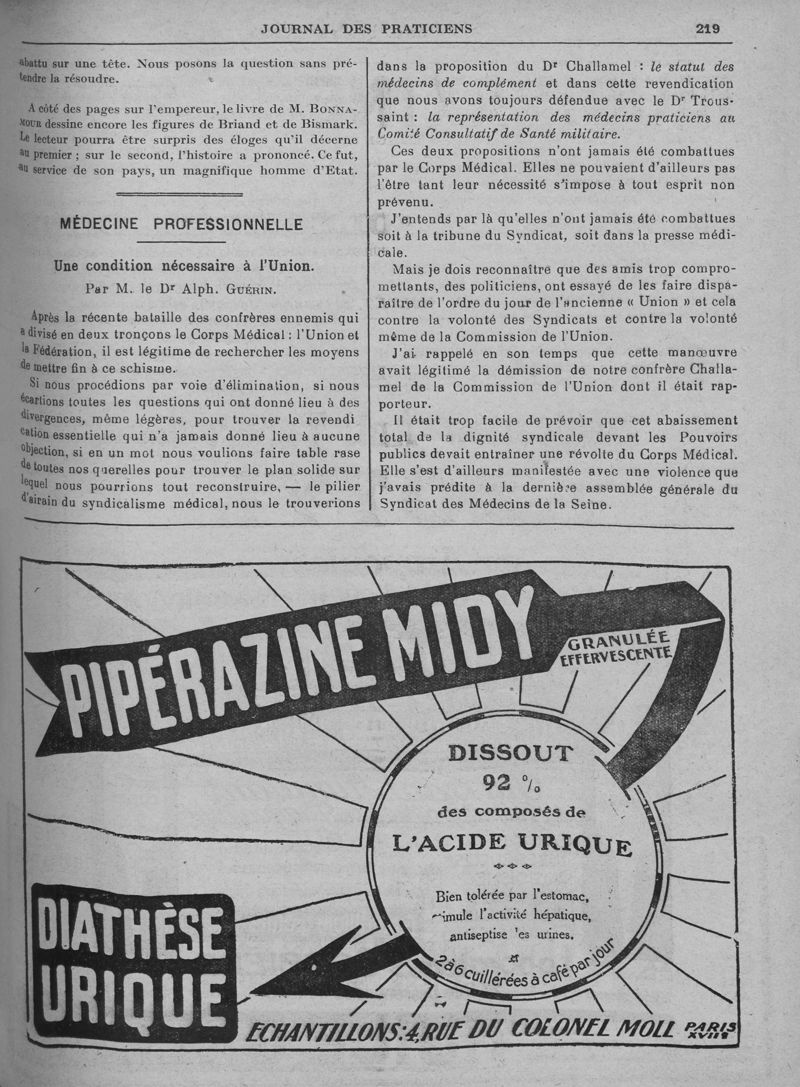 JOURNAL DES PRATICIENS 219
abattu sur une tête. Nous posons la question sans pré-
tendre la résoudre.
A côté des pages sur l'empereur, le livre de M. BONNA-
MOUR dessine encore les figures de Briand et de Bismark.
Le lecteur pourra être surpris des éloges qu'il décerne
au premier ; sur le second, l'histoire a prononcé. Ce fut,
au service de son pays, un magnifique homme d'Etat.
MÉDECINE PROFESSIONNELLE
Une condition nécessaire à l'Union.
Par M. le Dr Alph. GUÉRIN.
Après la récente bataille des confrères ennemis qui
a divisé en deux tronçons le Corps Médical : l'Union et
la Fédération, il est légitime de rechercher les moyens
de mettre fin à ce schisme.
Si nous procédions par voie d'élimination, si nous
écartions toutes les questions qui ont donné lieu à des
divergences, même légères, pour trouver la revendi
cation essentielle qui n'a jamais donné lieu à aucune
objection, si en un mot nous voulions faire table rase
de toutes nos querelles pour trouver le plan solide sur
lequel nous pourrions tout reconstruire, — le pilier
d'airain du syndicalisme médical, nous le trouverions
dans la proposition du Dr Challamel : le statut des
médecins de complément et dans cette revendication
que nous avons toujours défendue avec le Dr Trous-
saint : la représentation des médecins praticiens au
Comité Consultatif de Santé militaire.
Ces deux propositions n'ont jamais été combattues
par le Corps Médical. Elles ne pouvaient d'ailleurs pas
l'être tant leur nécessité s'impose à tout esprit non
prévenu.
J'entends par là qu'elles n'ont jamais été combattues
soit à la tribune du Syndicat, soit dans la presse médi-
cale.
Mais je dois reconnaître que des amis trop compro-
mettants, des politiciens, ont essayé de les faire dispa-
raître de l'ordre du jour de l'ancienne « Union » et cela
contre la volonté des Syndicats et contre la volonté
même de la Commission de l'Union.
J'ai rappelé en son temps que cette manœuvre
avait légitimé la démission de notre confrère Challa-
mel de la Commission de l'Union dont il était rap-
porteur.
Il était trop facile de prévoir que cet abaissement
total de la dignité syndicale devant les Pouvoirs
publics devait entraîner une révolte du Corps Médical.
Elle s'est d'ailleurs manifestée avec une violence que
j'avais prédite à la dernière assemblée générale du
Syndicat des Médecins de la Seine.
PIPÉRAZINE MIDY
GRANULÉE
EFFERVESCENTE
DISSOUT
92 %
des composés de
L'ACIDE URIQUE
Bien tolérée par l'estomac,
imule l'activité hépatique,
antiseptise les urines.
2 à 6 cuillérées à café par jour
DIATHÈSE
URIQUE
ECHANTILLONS: 4, RUE DU COLONEL MOLL PARIS
XVIIe